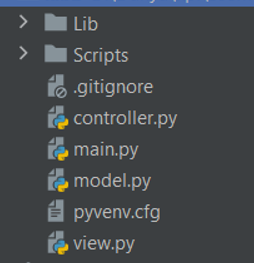 Lib
Scripts
.gitignore
controller.py
main.py
model.py
pyvenv.cfg
view.py